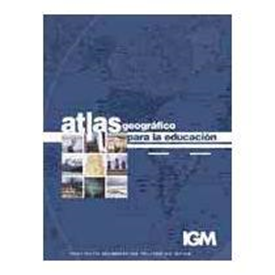 atlas geográfico
para la educación
IGM